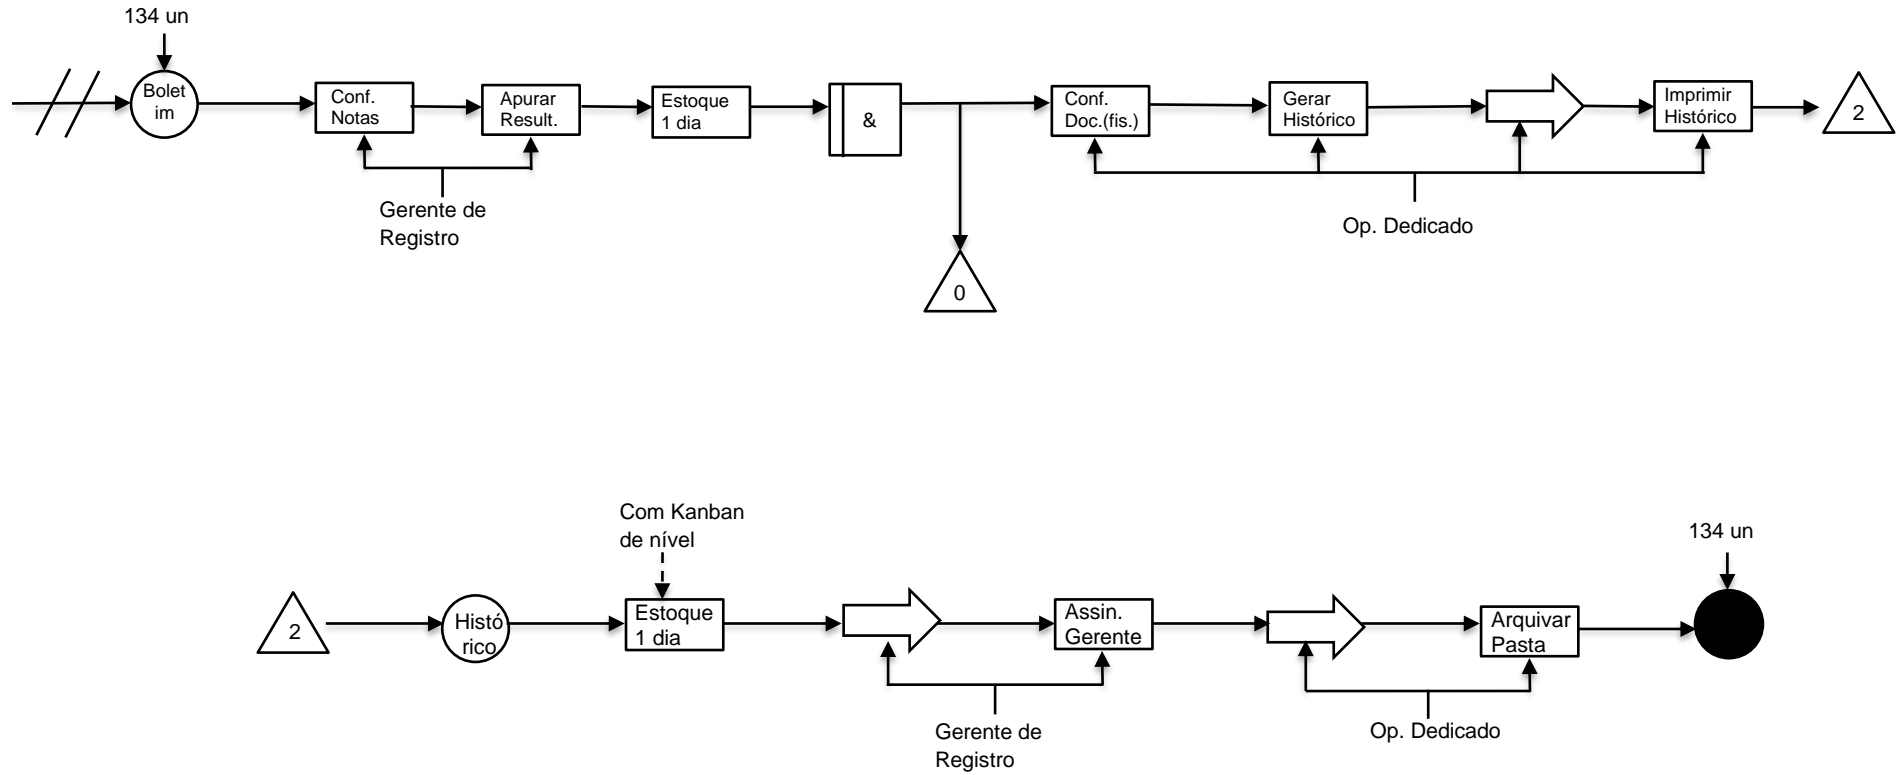 134 un
Bolet
im
Conf.
Notas
Apurar
Result.
Estoque
1 dia
&
Conf.
Doc.(fis.)
Gerar
Histórico
Imprimir
Histórico
2
Gerente de
Registro
Op. Dedicado
0
Com Kanban
de nível
134 un
2
Histó
rico
Estoque
1 dia
Assin.
Gerente
Arquivar
Pasta
Gerente de
Registro
Op. Dedicado